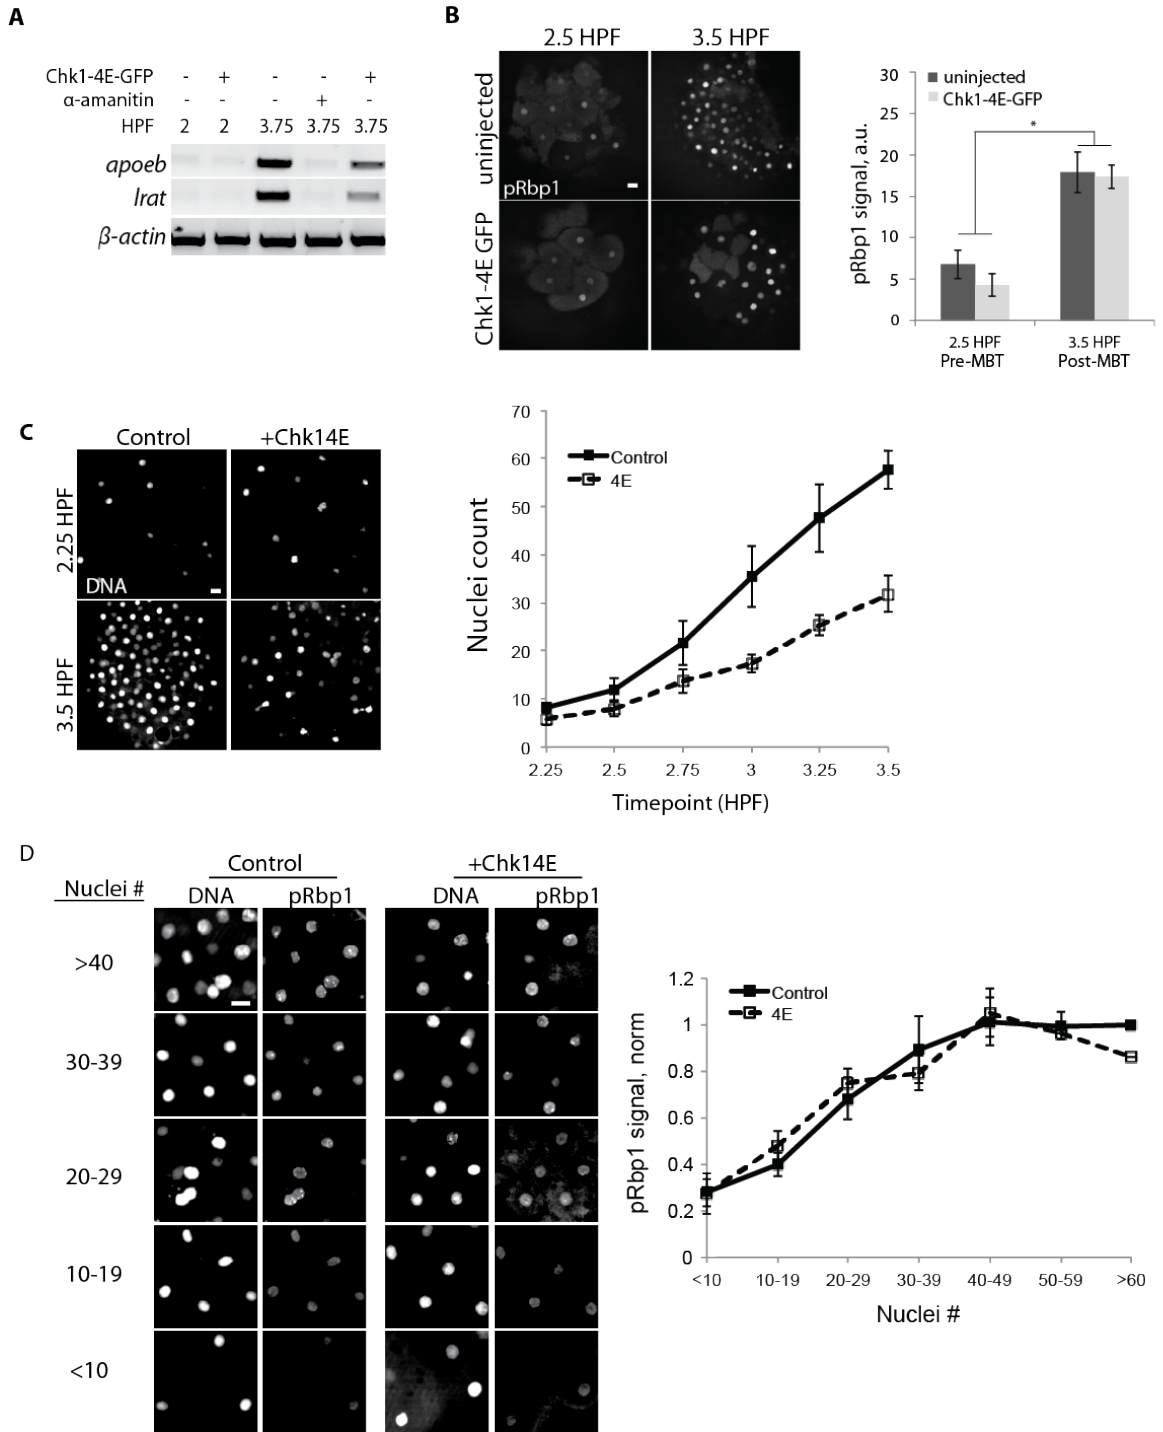 A
Chk1-4E-GFP - + - - +
α-amanitin - - - + -
HPF 2 2 3.75 3.75 3.75
apoeb
lrat
β-actin
B
2.5 HPF 3.5 HPF
uninjected
pRbp1
Chk1-4E GFP
30
25
20
15
10
5
0
pRbp1 signal, a.u.
uninjected
Chk1-4E-GFP
*
2.5 HPF 3.5 HPF
Pre-MBT Post-MBT
C
Control +Chk14E
2.25 HPF
DNA
3.5 HPF
70
60
50
40
30
20
10
0
Nuclei count
Control
4E
2.25 2.5 2.75 3 3.25 3.5
Timepoint (HPF)
D
Control +Chk14E
Nuclei # DNA pRbp1 DNA pRbp1
>40
30-39
20-29
10-19
<10
1.2
1
0.8
0.6
0.4
0.2
0
pRbp1 signal, norm
Control
4E
<10 10-19 20-29 30-39 40-49 50-59 >60
Nuclei #